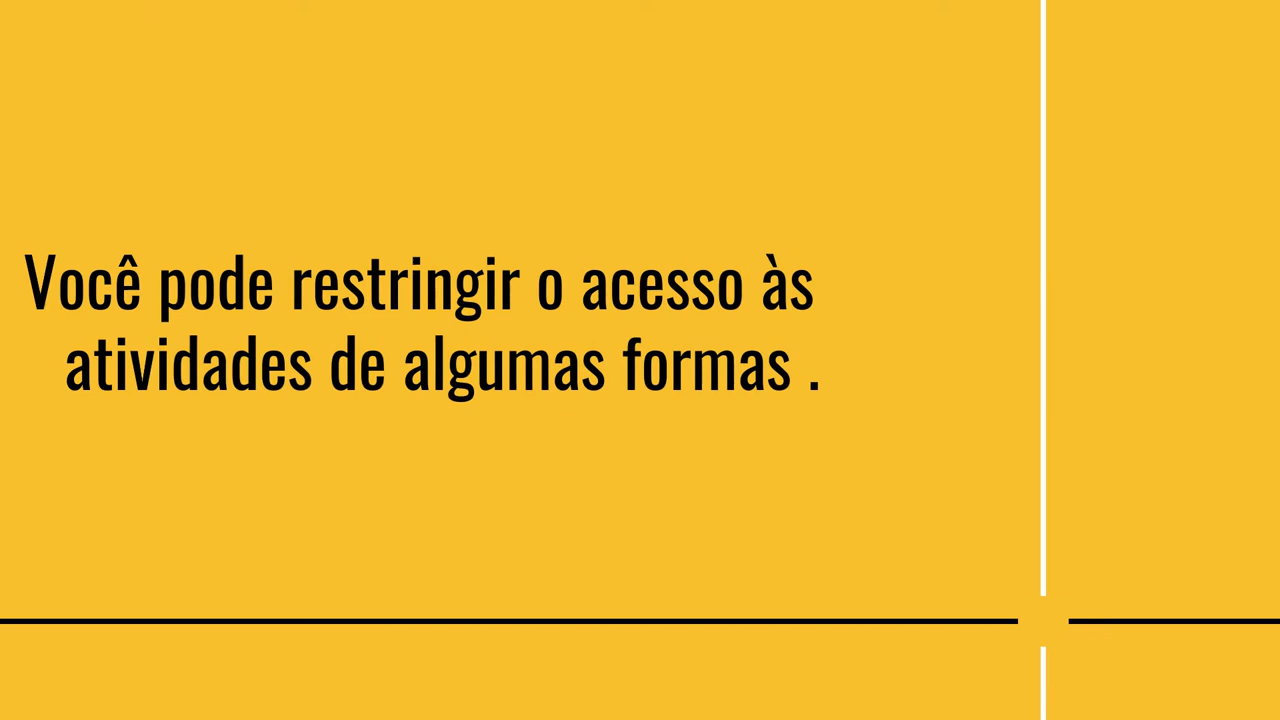 Você pode restringir o acesso às
atividades de algumas formas .